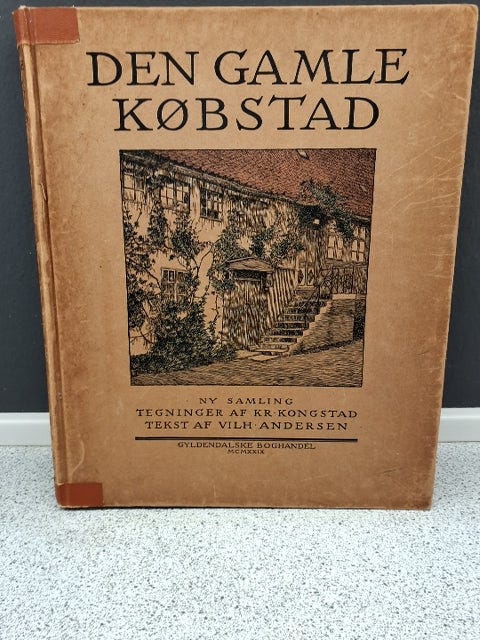 DEN GAMLE
KØBSTAD
NY SAMLING
TEGNINGER AF KR·KONGSTAD
TEKST AF VILH·ANDERSEN
GYLDENDALSKE BOGHANDEL
MCMXXIX